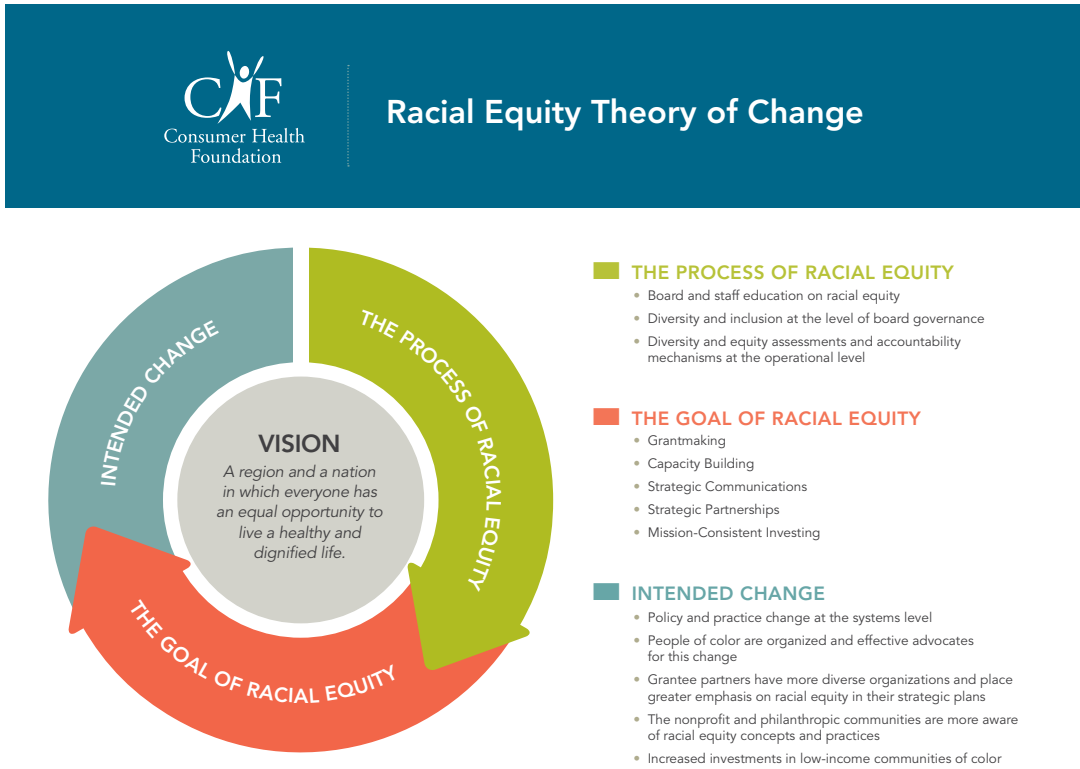 CHF
Consumer Health
Foundation
Racial Equity Theory of Change
INTENDED CHANGE
THE PROCESS OF RACIAL EQUITY
THE GOAL OF RACIAL EQUITY
VISION
A region and a nation
in which everyone has
an equal opportunity to
live a healthy and
dignified life.
THE PROCESS OF RACIAL EQUITY
• Board and staff education on racial equity
• Diversity and inclusion at the level of board governance
• Diversity and equity assessments and accountability
mechanisms at the operational level
THE GOAL OF RACIAL EQUITY
• Grantmaking
• Capacity Building
• Strategic Communications
• Strategic Partnerships
• Mission-Consistent Investing
INTENDED CHANGE
• Policy and practice change at the systems level
• People of color are organized and effective advocates
for this change
• Grantee partners have more diverse organizations and place
greater emphasis on racial equity in their strategic plans
• The nonprofit and philanthropic communities are more aware
of racial equity concepts and practices
• Increased investments in low-income communities of color